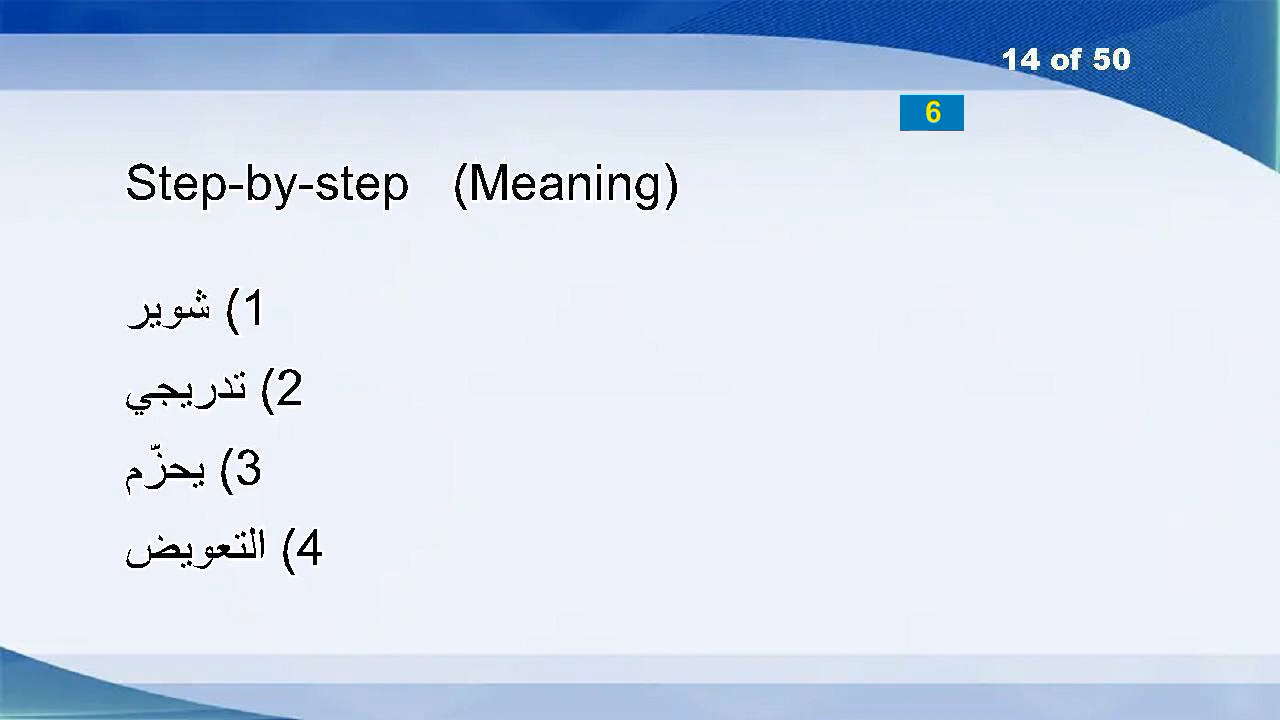 14 of 50
6
Step-by-step (Meaning)
1) شوير
2) تدريجي
3) يحزّم
4) التعويض